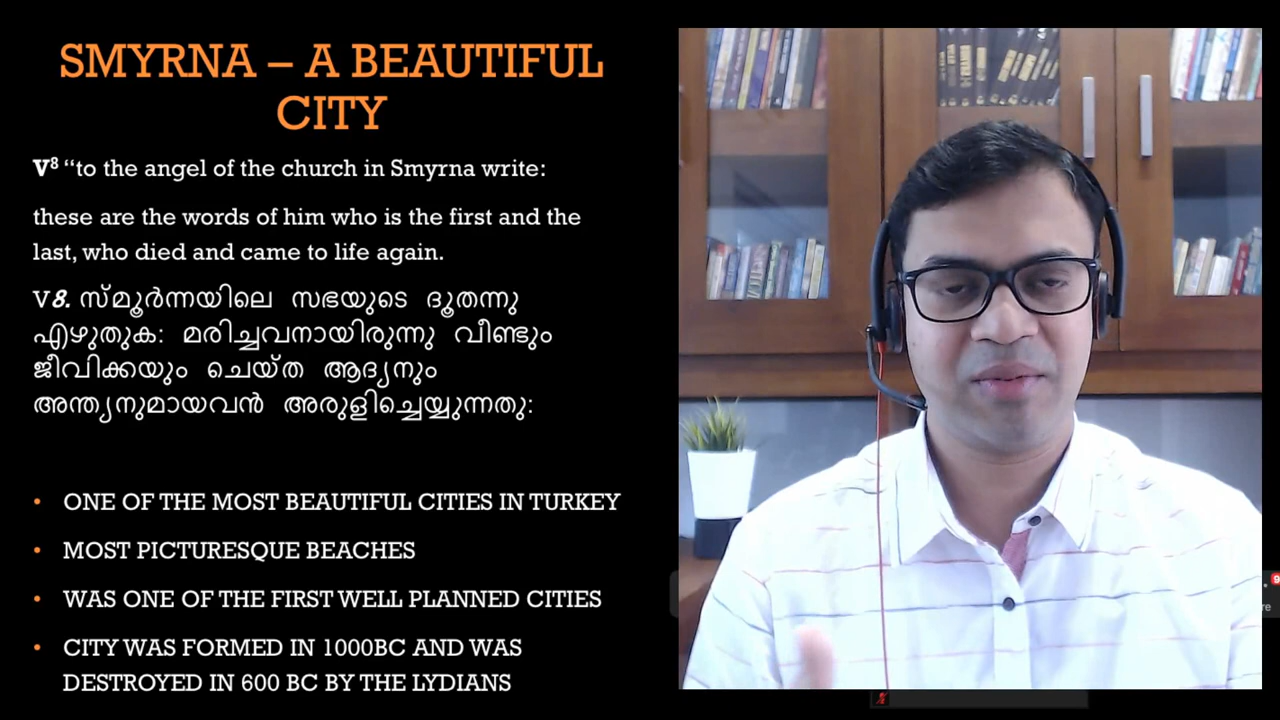 SMYRNA – A BEAUTIFUL
CITY
V⁸ “to the angel of the church in Smyrna write:
these are the words of him who is the first and the
last, who died and came to life again.
V8. സ്മൂർന്നയിലെ സഭയുടെ ദൂതന്നു
എഴുതുക: മരിച്ചവനായിരുന്നു വീണ്ടും
ജീവിക്കയും ചെയ്ത ആദ്യനും
അന്ത്യനുമായവൻ അരുളിച്ചെയ്യുന്നതു:
• ONE OF THE MOST BEAUTIFUL CITIES IN TURKEY
• MOST PICTURESQUE BEACHES
• WAS ONE OF THE FIRST WELL PLANNED CITIES
• CITY WAS FORMED IN 1000BC AND WAS
DESTROYED IN 600 BC BY THE LYDIANS